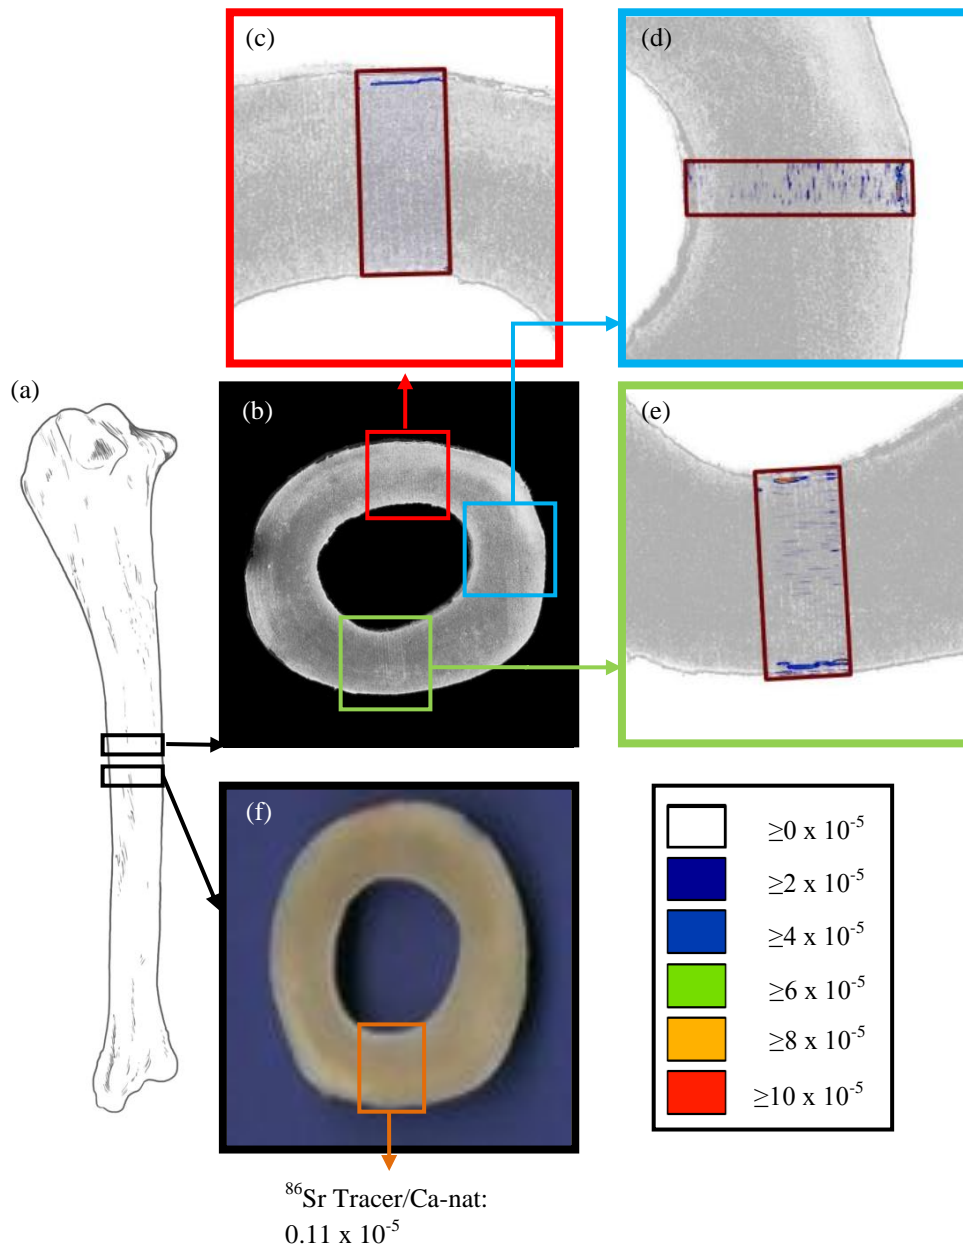 (c)
(d)
(a)
(b)
(e)
(f)
≥0 x 10⁻⁵
≥2 x 10⁻⁵
≥4 x 10⁻⁵
≥6 x 10⁻⁵
≥8 x 10⁻⁵
≥10 x 10⁻⁵
⁸⁶Sr Tracer/Ca-nat:
0.11 x 10⁻⁵